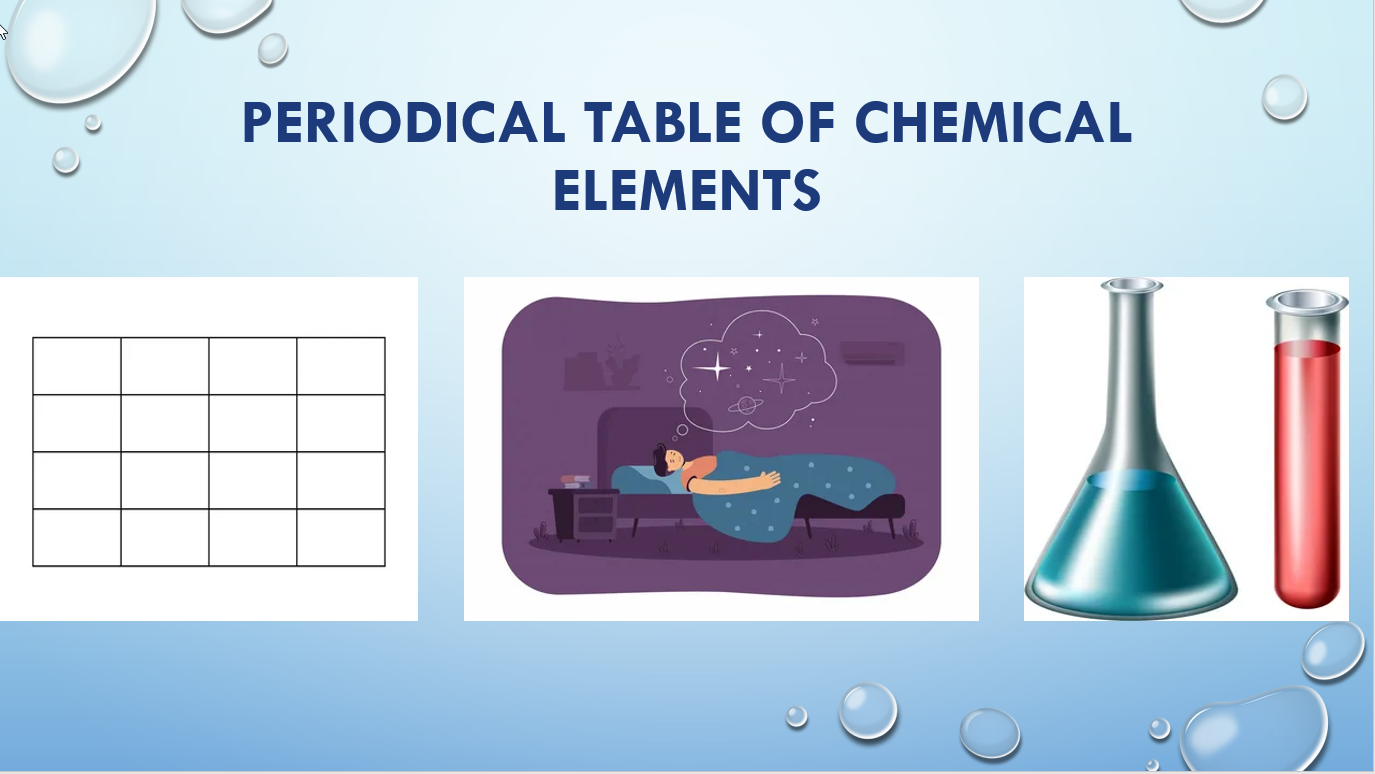 PERIODICAL TABLE OF CHEMICAL
ELEMENTS